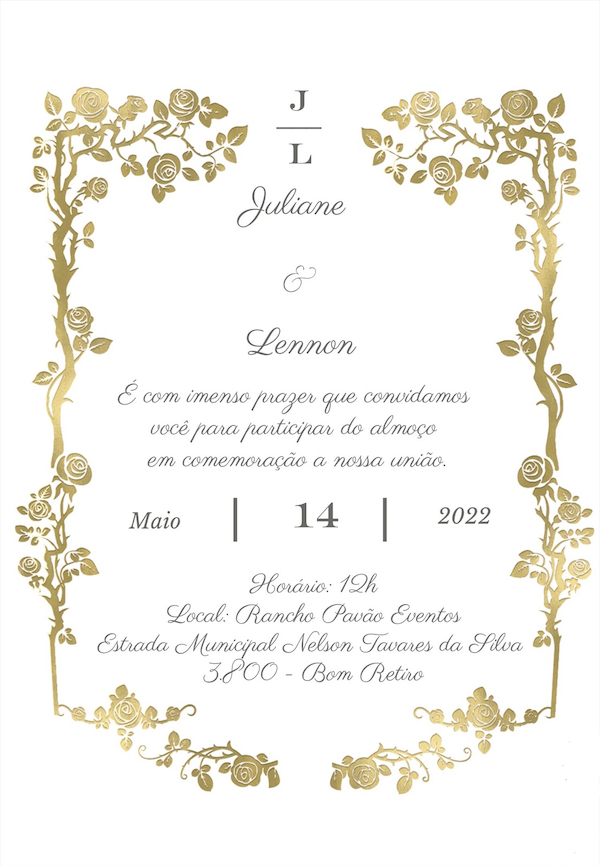 J
L
Juliane
&
Lennon
É com imenso prazer que convidamos
você para participar do almoço
em comemoração a nossa união.
Maio | 14 | 2022
Horário: 12h
Local: Rancho Pavão Eventos
Estrada Municipal Nelson Tavares da Silva
3.800 - Bom Retiro